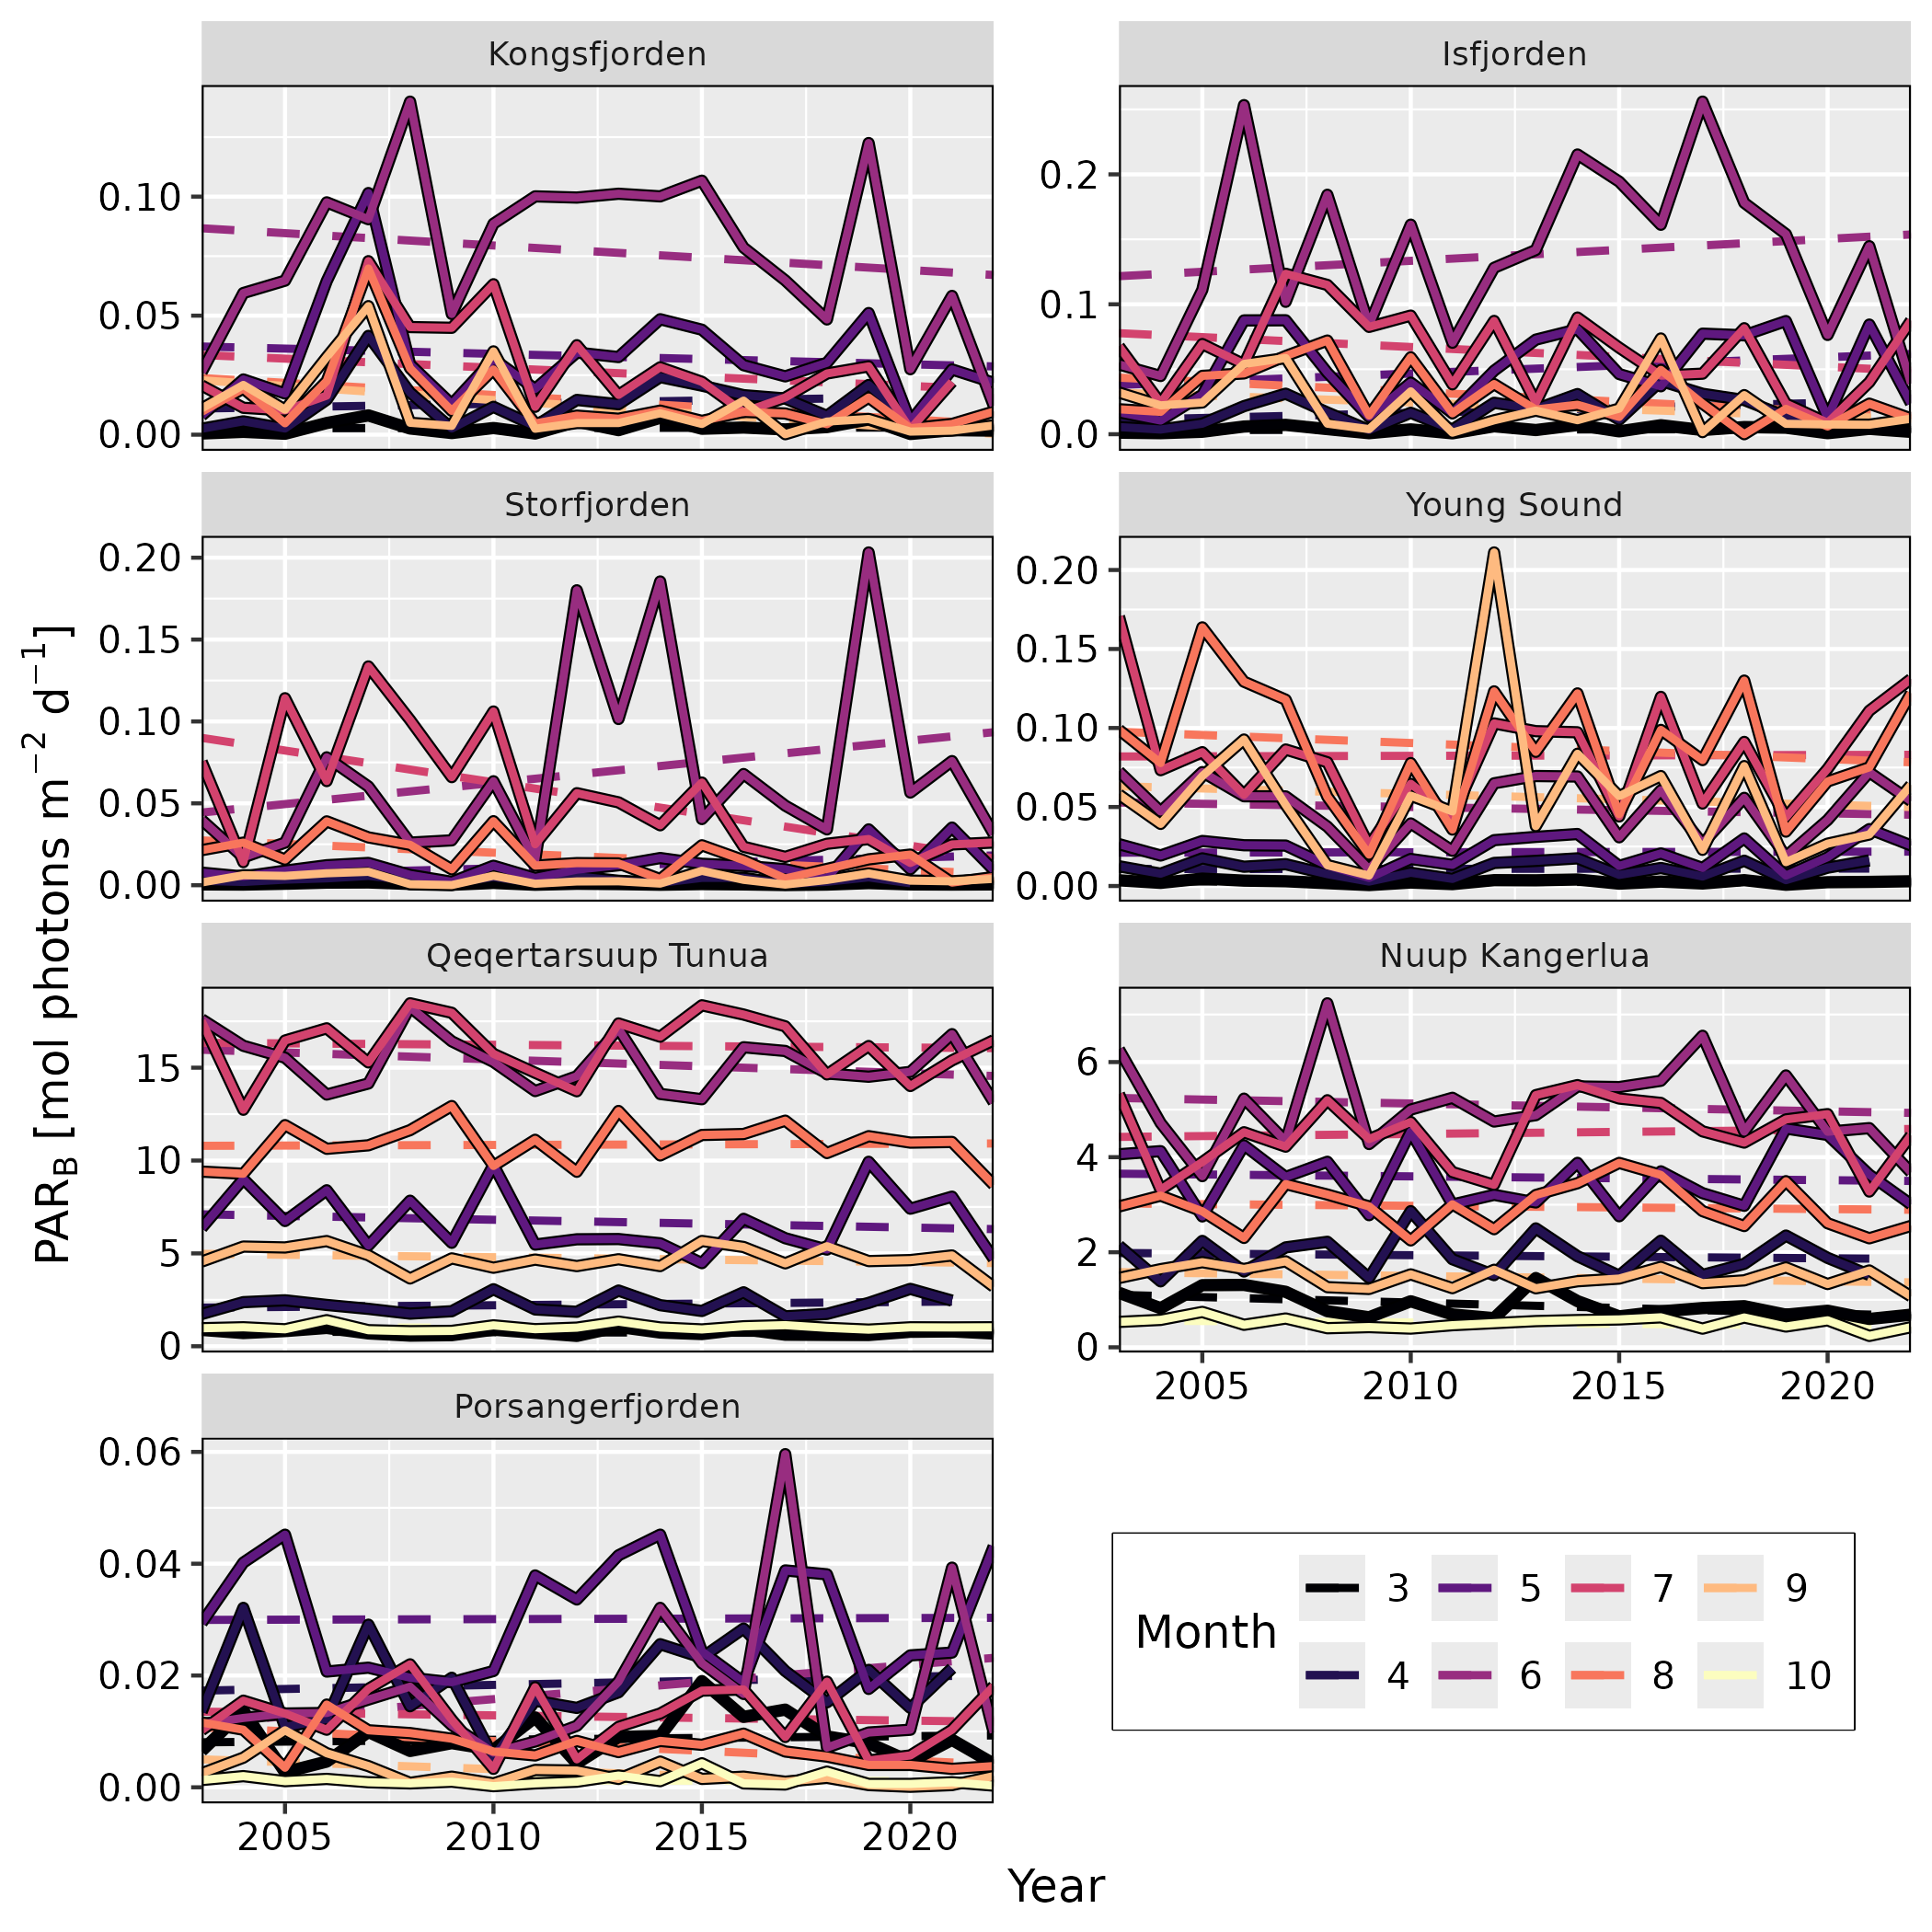 Kongsfjorden
Isfjorden
0.10
0.05
0.00
0.2
0.1
0.0
Storfjorden
Young Sound
0.20
0.15
0.10
0.05
0.00
0.20
0.15
0.10
0.05
0.00
PAR_B [mol photons m⁻² d⁻¹]
Qeqertarsuup Tunua
Nuup Kangerlua
15
10
5
0
6
4
2
0
2005 2010 2015 2020
Porsangerfjorden
0.06
0.04
0.02
0.00
2005 2010 2015 2020
Month
3 5 7 9
4 6 8 10
Year